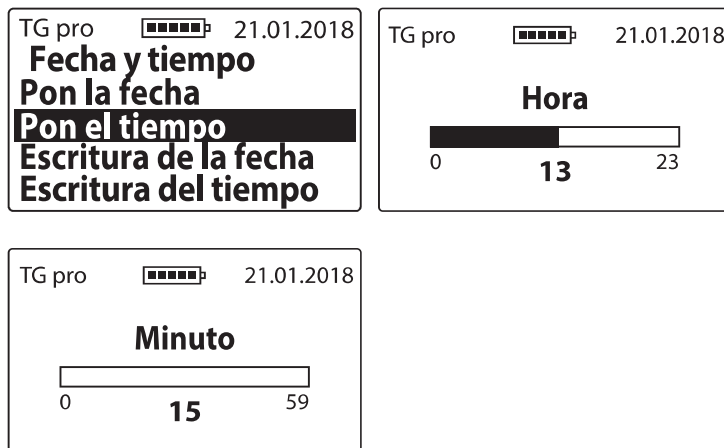 TG pro 21.01.2018
Fecha y tiempo
Pon la fecha
Pon el tiempo
Escritura de la fecha
Escritura del tiempo
TG pro 21.01.2018
Hora
0 13 23
TG pro 21.01.2018
Minuto
0 15 59